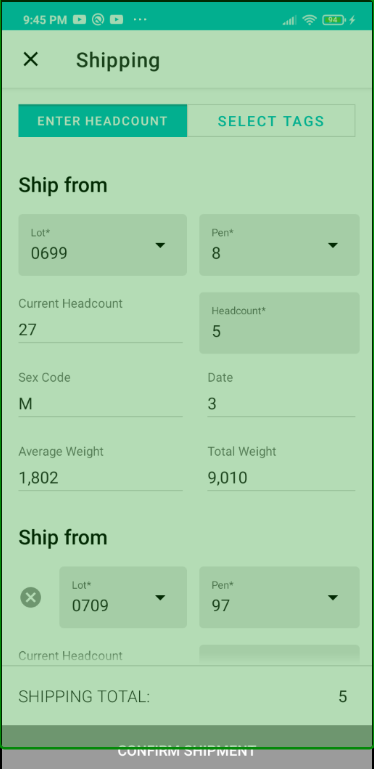 9:45 PM ... 94
Shipping
ENTER HEADCOUNT SELECT TAGS
Ship from
Lot* Pen*
0699 8
Current Headcount Headcount*
27 5
Sex Code Date
M 3
Average Weight Total Weight
1,802 9,010
Ship from
Lot* Pen*
0709 97
Current Headcount
SHIPPING TOTAL: 5
CONFIRM SHIPMENT